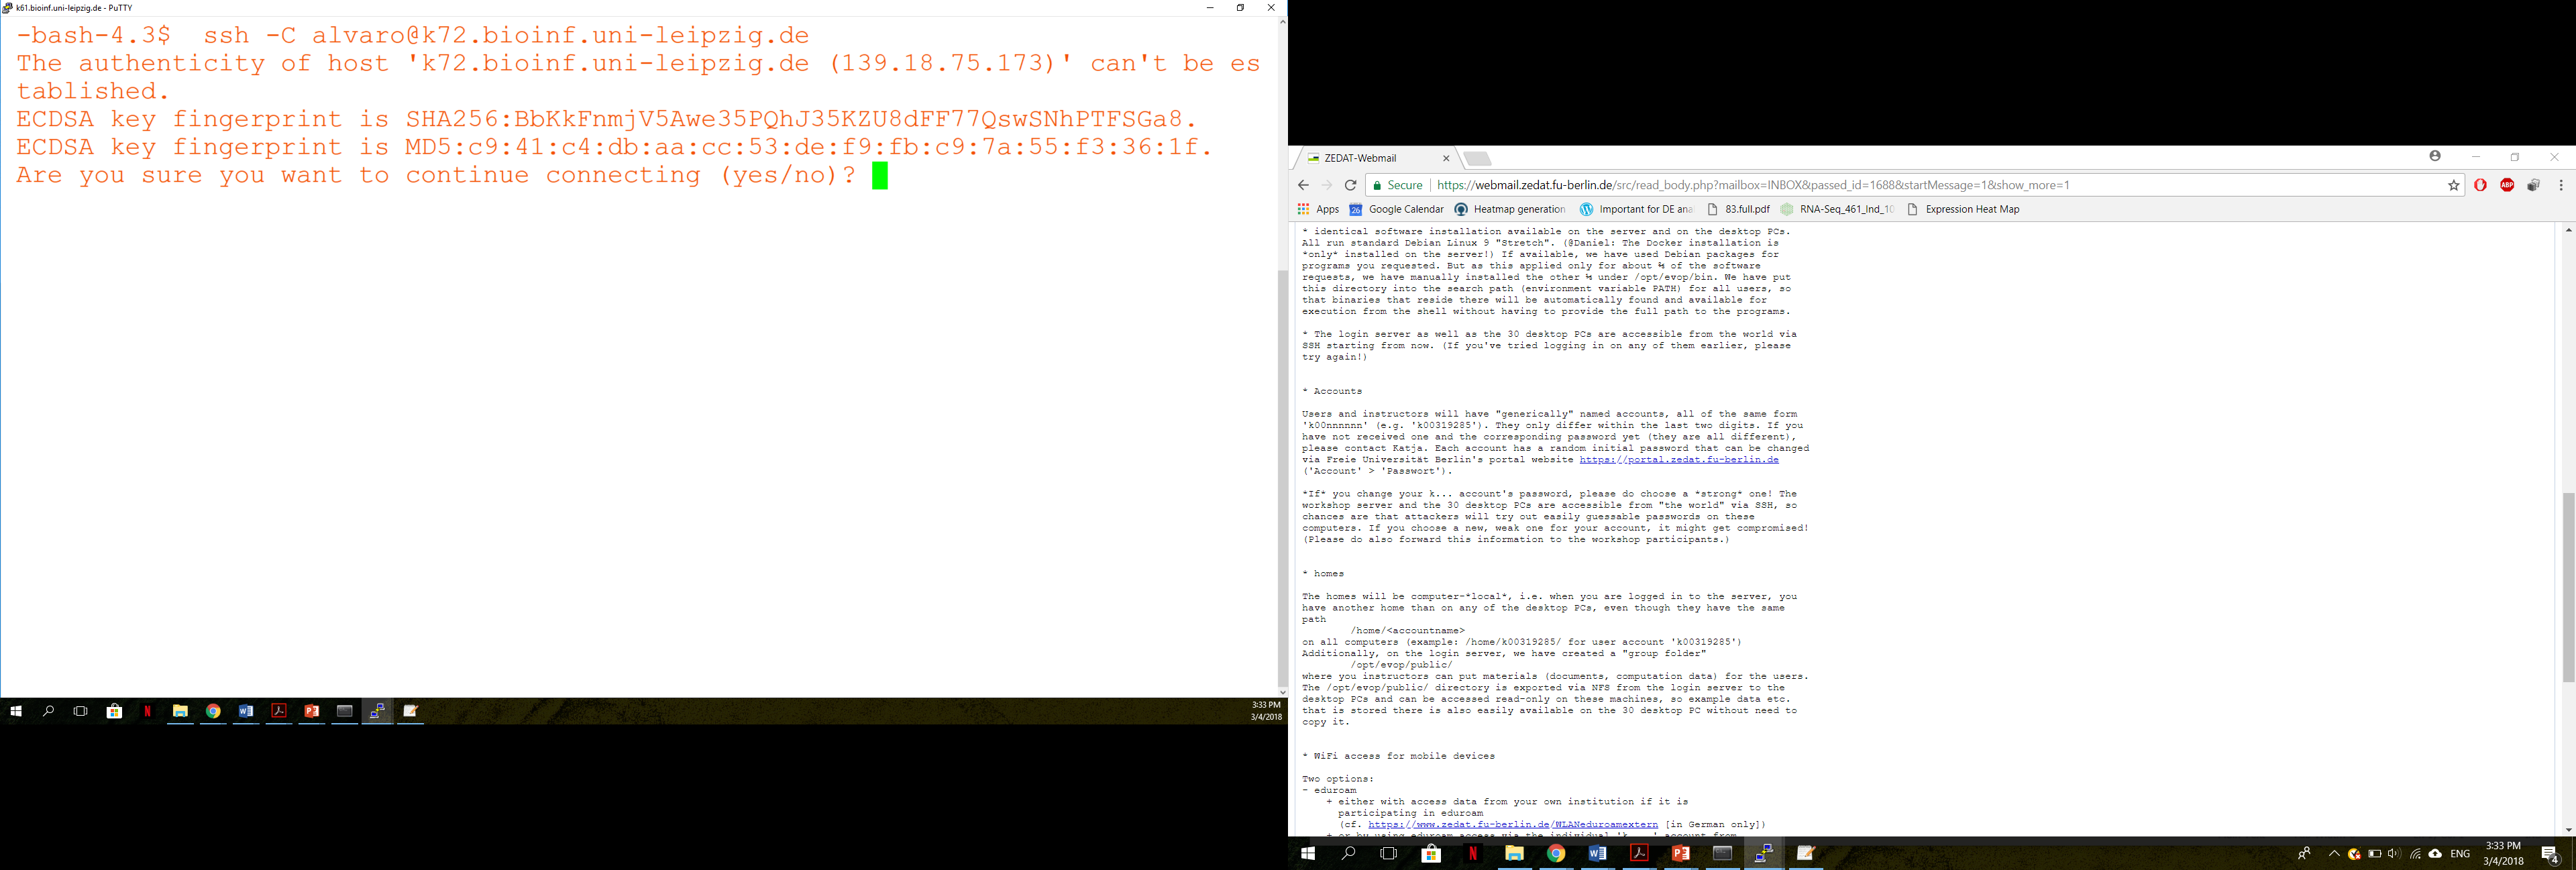 k61.bioinf.uni-leipzig.de - PuTTY
-bash-4.3$  ssh -C alvaro@k72.bioinf.uni-leipzig.de
The authenticity of host 'k72.bioinf.uni-leipzig.de (139.18.75.173)' can't be es
tablished.
ECDSA key fingerprint is SHA256:BbKkFnmjV5Awe35PQhJ35KZU8dFF77QswSNhPTFSGa8.
ECDSA key fingerprint is MD5:c9:41:c4:db:aa:cc:53:de:f9:fb:c9:7a:55:f3:36:1f.
Are you sure you want to continue connecting (yes/no)?
3:33 PM
3/4/2018
ZEDAT-Webmail
Secure | https://webmail.zedat.fu-berlin.de/src/read_body.php?mailbox=INBOX&passed_id=1688&startMessage=1&show_more=1
ABP
Apps 26 Google Calendar Heatmap generation Important for DE ana 83.full.pdf RNA-Seq_461_Ind_10 Expression Heat Map
* identical software installation available on the server and on the desktop PCs.
All run standard Debian Linux 9 "Stretch". (@Daniel: The Docker installation is
*only* installed on the server!) If available, we have used Debian packages for
programs you requested. But as this applied only for about of the software
requests, we have manually installed the other under /opt/evop/bin. We have put
this directory into the search path (environment variable PATH) for all users, so
that binaries that reside there will be automatically found and available for
execution from the shell without having to provide the full path to the programs.
* The login server as well as the 30 desktop PCs are accessible from the world via
SSH starting from now. (If you've tried logging in on any of them earlier, please
try again!)
* Accounts
Users and instructors will have "generically" named accounts, all of the same form
'k00nnnnnn' (e.g. 'k00319285'). They only differ within the last two digits. If you
have not received one and the corresponding password yet (they are all different),
please contact Katja. Each account has a random initial password that can be changed
via Freie Universität Berlin's portal website https://portal.zedat.fu-berlin.de
('Account' > 'Passwort').
*If* you change your k... account's password, please do choose a *strong* one! The
workshop server and the 30 desktop PCs are accessible from "the world" via SSH, so
chances are that attackers will try out easily guessable passwords on these
computers. If you choose a new, weak one for your account, it might get compromised!
(Please do also forward this information to the workshop participants.)
* homes
The homes will be computer-*local*, i.e. when you are logged in to the server, you
have another home than on any of the desktop PCs, even though they have the same
path
/home/<accountname>
on all computers (example: /home/k00319285/ for user account 'k00319285')
Additionally, on the login server, we have created a "group folder"
/opt/evop/public/
where you instructors can put materials (documents, computation data) for the users.
The /opt/evop/public/ directory is exported via NFS from the login server to the
desktop PCs and can be accessed read-only on these machines, so example data etc.
that is stored there is also easily available on the 30 desktop PC without need to
copy it.
* WiFi access for mobile devices
Two options:
- eduroam
+ either with access data from your own institution if it is
participating in eduroam
(cf. https://www.zedat.fu-berlin.de/WLANeduroamextern [in German only])
+ or by using eduroam access via the individual 'k......' account from
ENG
3:33 PM
3/4/2018
4